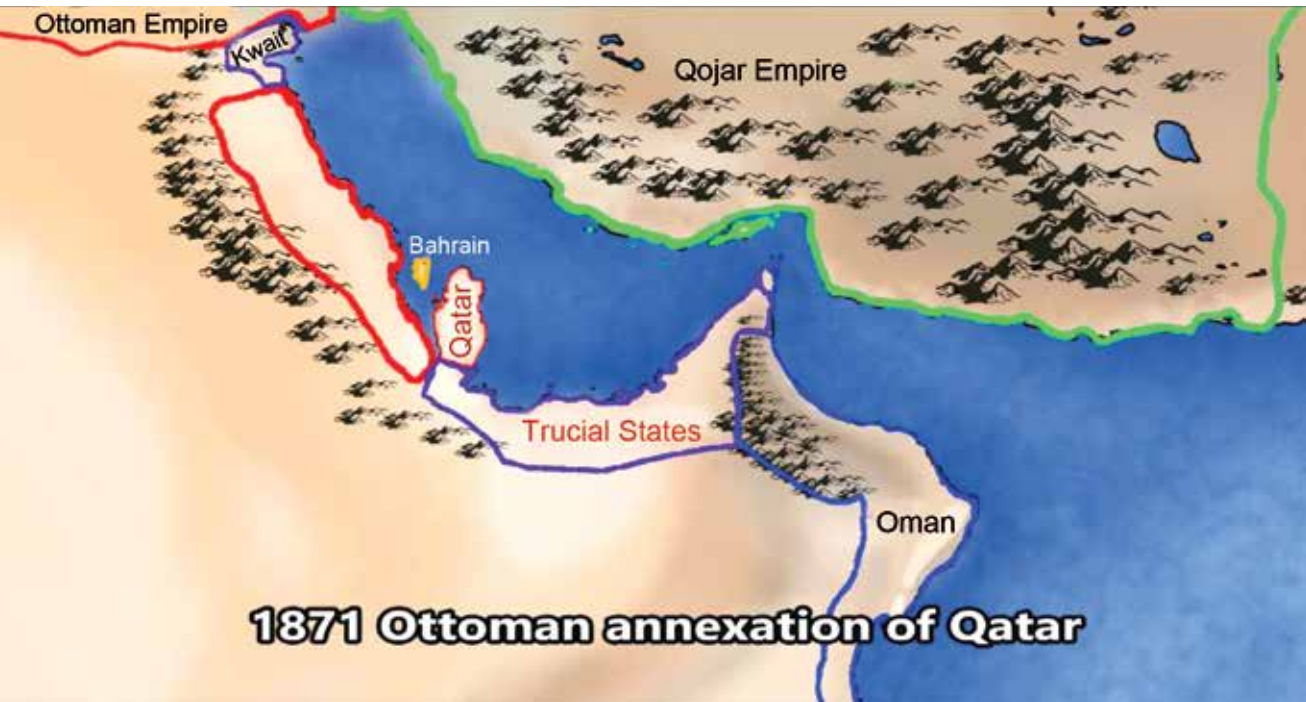 Ottoman Empire
Kwait
Qojar Empire
Bahrain
Qatar
Trucial States
Oman
1871 Ottoman annexation of Qatar